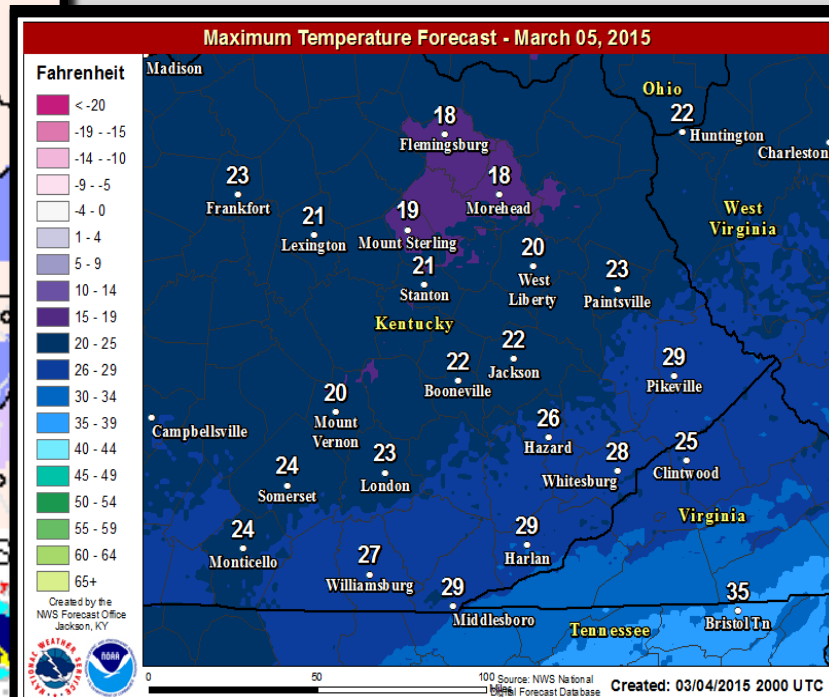 Maximum Temperature Forecast - March 05, 2015
Fahrenheit
< -20
-19 - -15
-14 - -10
-9 - -5
-4 - 0
1 - 4
5 - 9
10 - 14
15 - 19
20 - 25
26 - 29
30 - 34
35 - 39
40 - 44
45 - 49
50 - 54
55 - 59
60 - 64
65+
Created by the
NWS Forecast Office
Jackson, KY
NATIONAL WEATHER SERVICE
NOAA
Madison
Ohio
18
Flemingsburg
22
Huntington
Charleston
23
Frankfort
18
Morehead
West
Virginia
21
Lexington
19
Mount Sterling
20
West
Liberty
21
Stanton
23
Paintsville
Kentucky
22
Jackson
22
Booneville
29
Pikeville
20
Mount
Vernon
Campbellsville
26
Hazard
28
Whitesburg
25
Clintwood
24
Somerset
23
London
Virginia
24
Monticello
29
Harlan
27
Williamsburg
29
Middlesboro
35
Bristol Tn
Tennessee
0
50
100
Miles
Source: NWS National
Digital Forecast Database
Created: 03/04/2015 2000 UTC